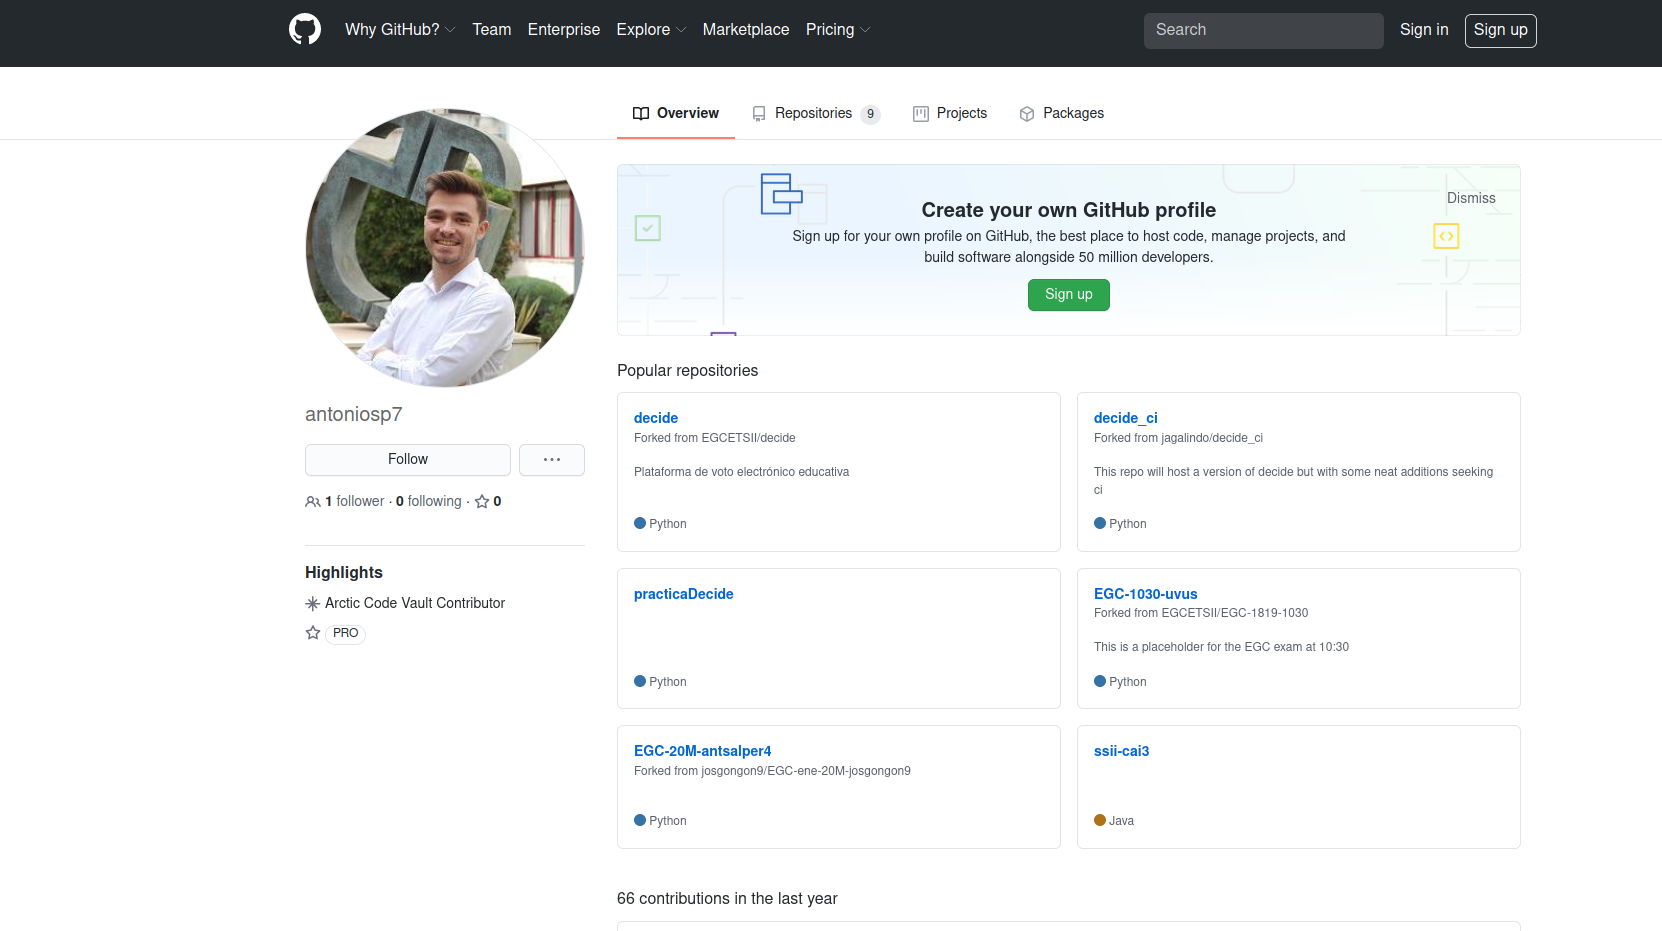 Why GitHub? Team Enterprise Explore Marketplace Pricing Search Sign in Sign up
Overview Repositories 9 Projects Packages
Dismiss
Create your own GitHub profile
Sign up for your own profile on GitHub, the best place to host code, manage projects, and
build software alongside 50 million developers.
Sign up
antoniosp7
Follow ···
1 follower · 0 following · 0
Highlights
Arctic Code Vault Contributor
PRO
Popular repositories
decide
Forked from EGCETSII/decide
Plataforma de voto electrónico educativa
Python
decide_ci
Forked from jagalindo/decide_ci
This repo will host a version of decide but with some neat additions seeking
ci
Python
practicaDecide
Python
EGC-1030-uvus
Forked from EGCETSII/EGC-1819-1030
This is a placeholder for the EGC exam at 10:30
Python
EGC-20M-antsalper4
Forked from josgongon9/EGC-ene-20M-josgongon9
Python
ssii-cai3
Java
66 contributions in the last year